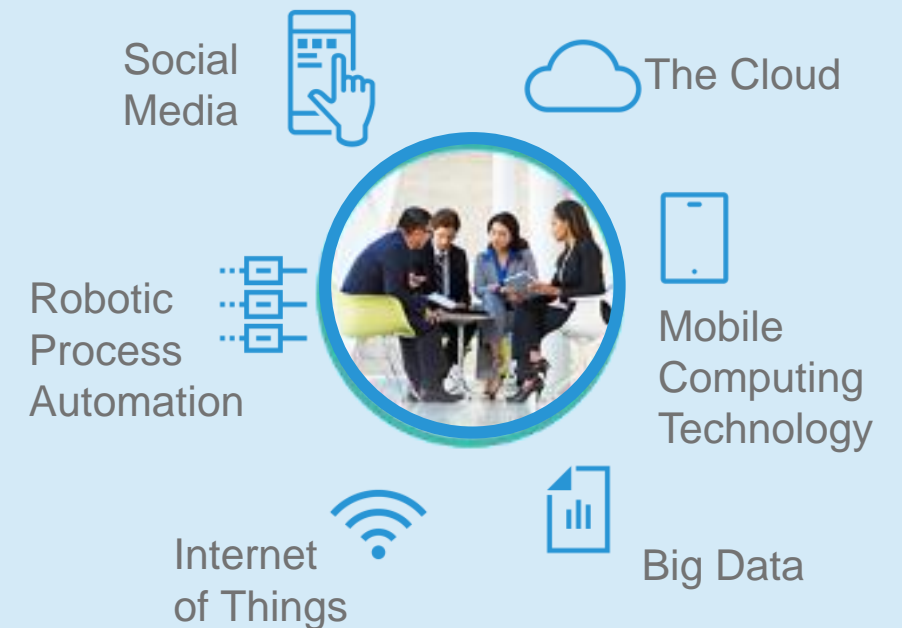 Social
Media
The Cloud
Robotic
Process
Automation
Mobile
Computing
Technology
Internet
of Things
Big Data